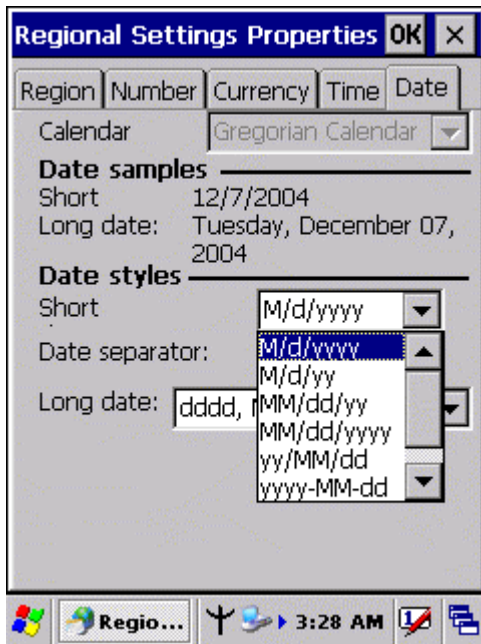 Regional Settings Properties OK ×
Region Number Currency Time Date
Calendar Gregorian Calendar
Date samples
Short 12/7/2004
Long date: Tuesday, December 07,
2004
Date styles
Short M/d/yyyy
M/d/yyyy
Date separator:
M/d/yy
Long date: dddd,
MM/dd/yy
MM/dd/yyyy
yy/MM/dd
yyyy-MM-dd
Regio... 3:28 AM